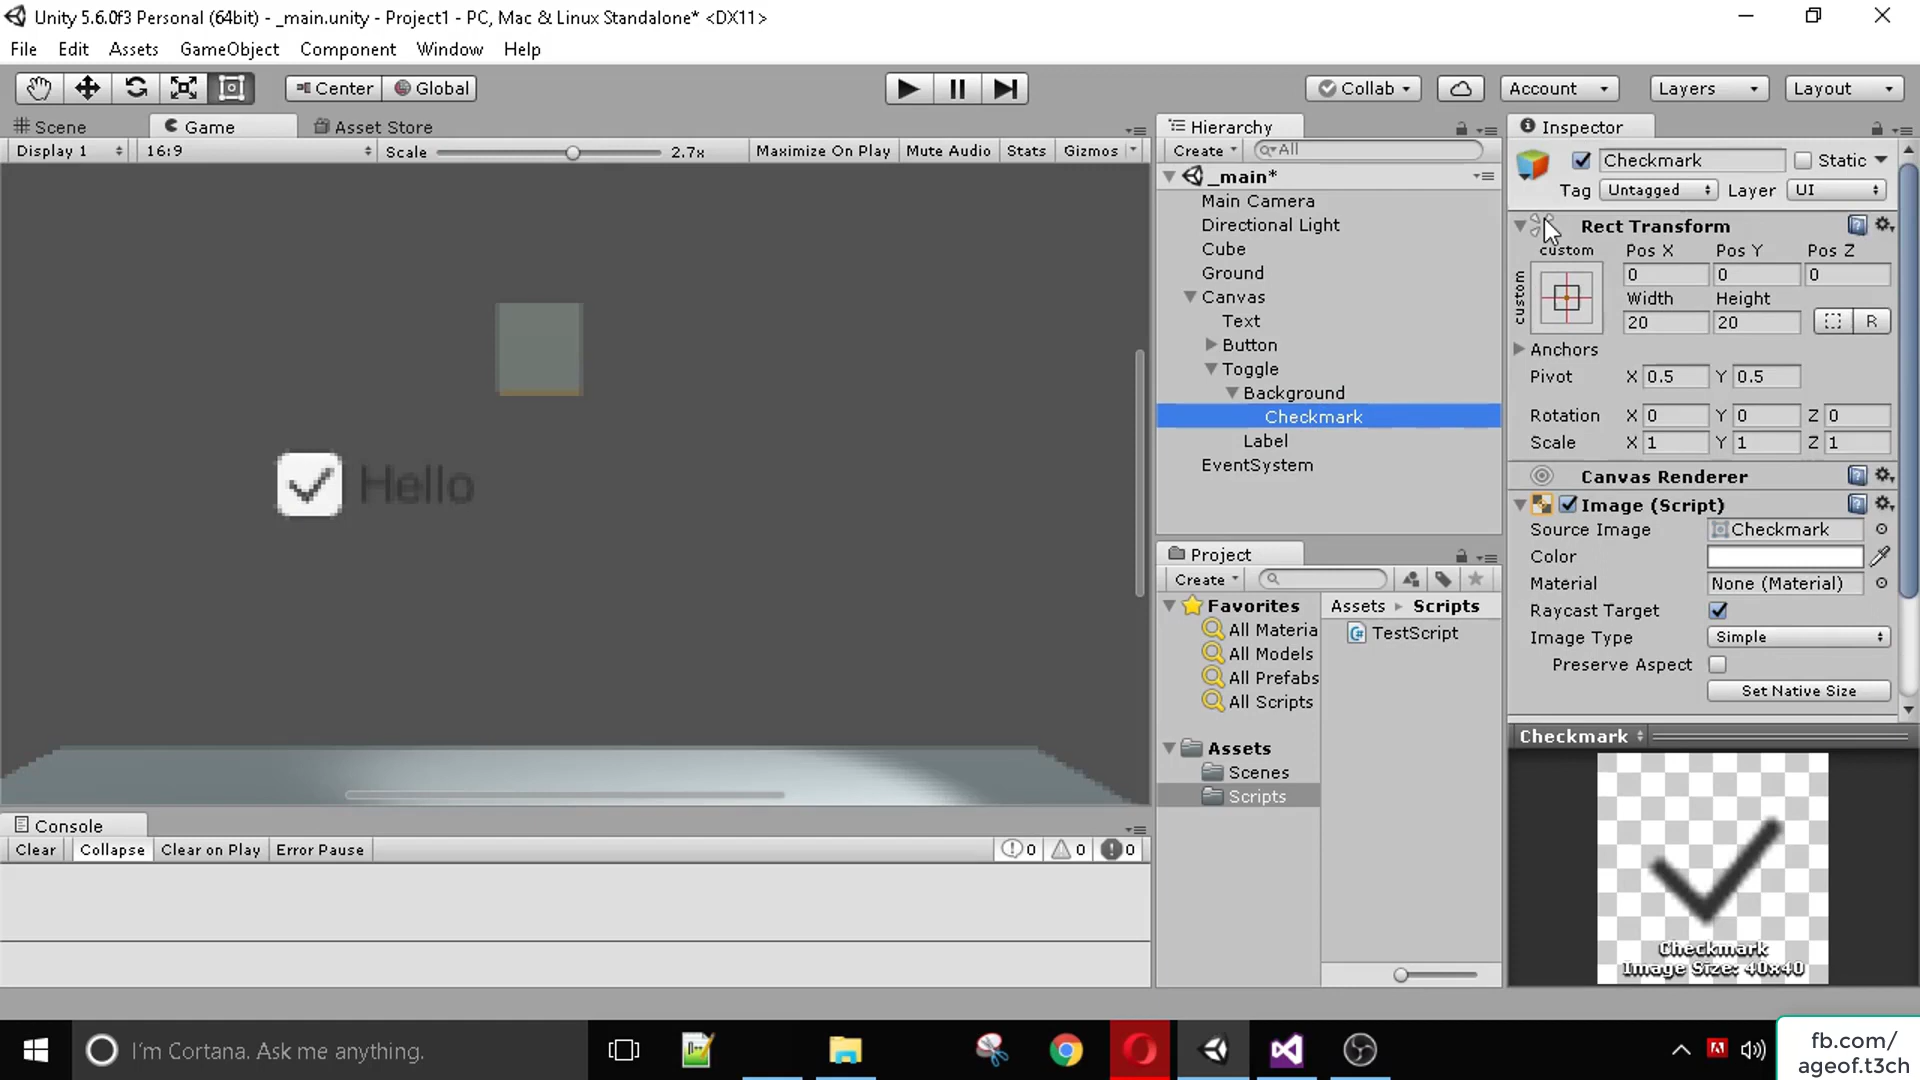 Unity 5.6.0f3 Personal (64bit) - _main.unity - Project1 - PC, Mac & Linux Standalone* <DX11>
File Edit Assets GameObject Component Window Help
Center Global Collab Account Layers Layout
Scene Game Asset Store
Display 1 16:9 Scale 2.7x Maximize On Play Mute Audio Stats Gizmos
Hello
Console
Clear Collapse Clear on Play Error Pause 0 0 0
Hierarchy
Create All
_main*
Main Camera
Directional Light
Cube
Ground
Canvas
Text
Button
Toggle
Background
Checkmark
Label
EventSystem
Project
Create
Favorites
All Materia
All Models
All Prefabs
All Scripts
Assets
Scenes
Scripts
Assets Scripts
TestScript
Inspector
Checkmark Static
Tag Untagged Layer UI
Rect Transform
custom Pos X Pos Y Pos Z
custom
0 0 0
Width Height
20 20 R
Anchors
Pivot X 0.5 Y 0.5
Rotation X 0 Y 0 Z 0
Scale X 1 Y 1 Z 1
Canvas Renderer
Image (Script)
Source Image Checkmark
Color
Material None (Material)
Raycast Target
Image Type Simple
Preserve Aspect
Set Native Size
Checkmark
Checkmark
Image Size: 40x40
I'm Cortana. Ask me anything.
fb.com/
ageof.t3ch